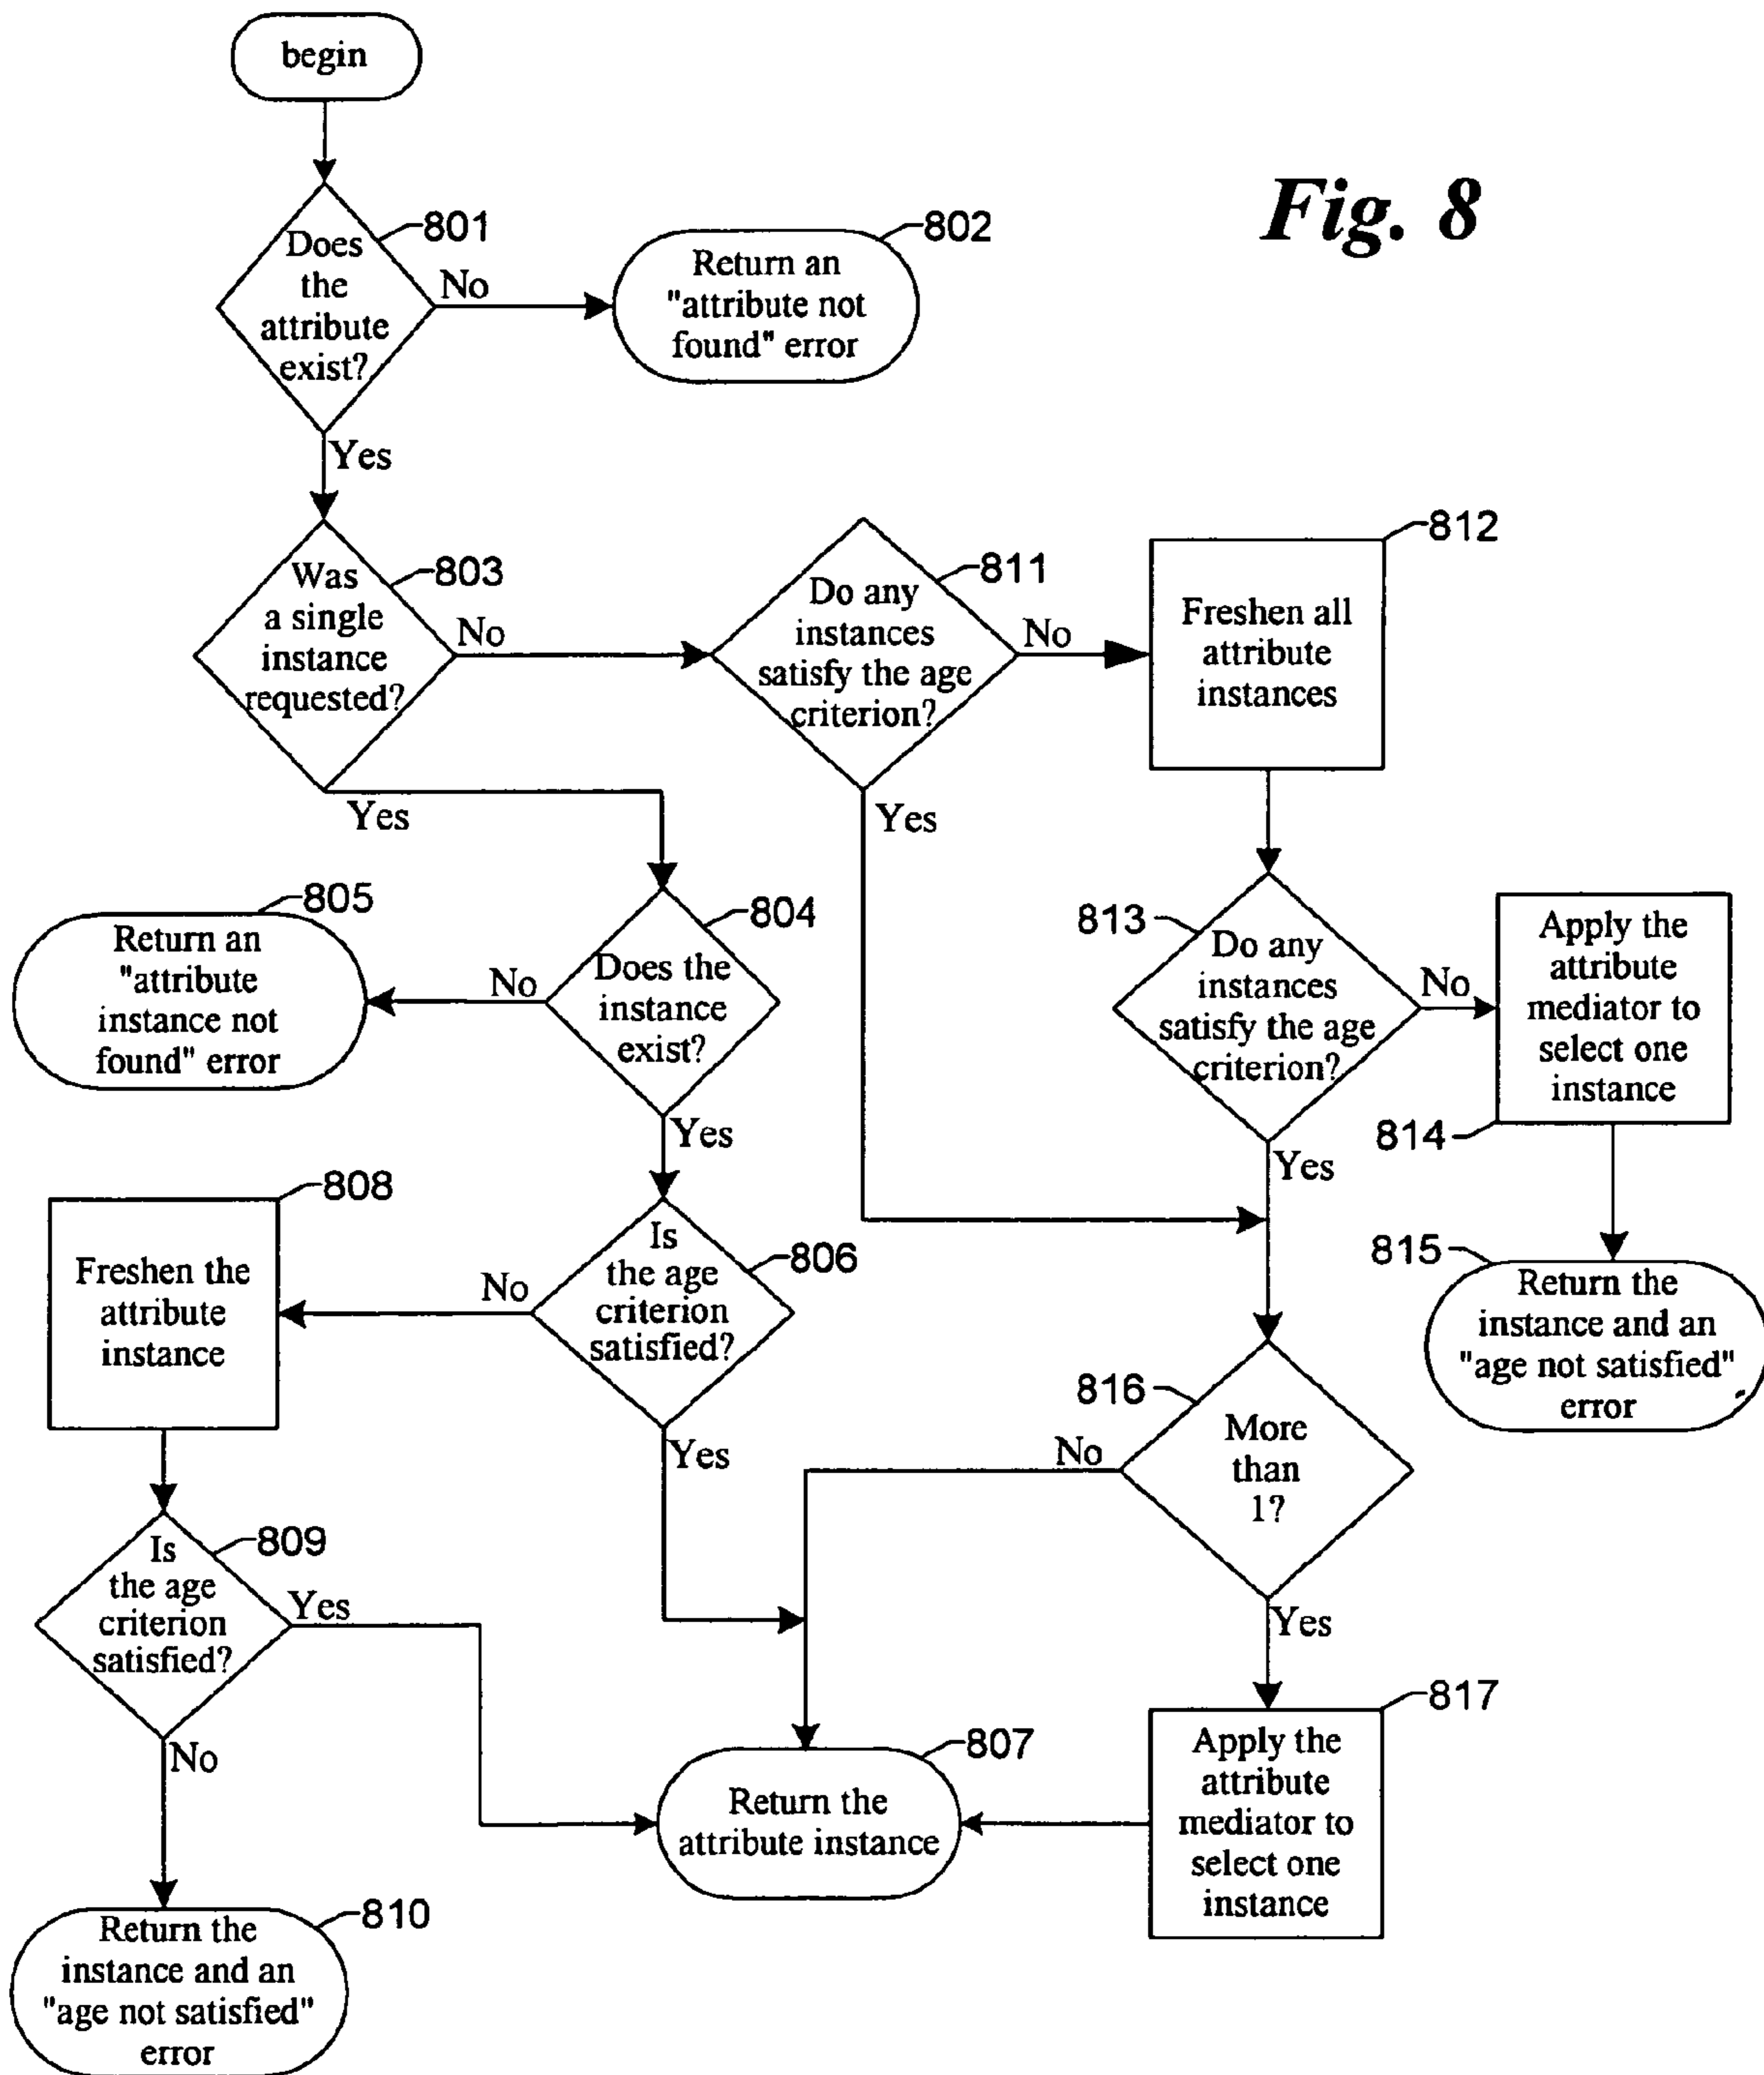 begin
Fig. 8
801
Does
the
attribute
exist?
No
802
Return an
"attribute not
found" error
Yes
803
Was
a single
instance
requested?
No
811
Do any
instances
satisfy the age
criterion?
No
812
Freshen all
attribute
instances
Yes
Yes
805
Return an
"attribute
instance not
found" error
No
804
Does the
instance
exist?
813
Do any
instances
satisfy the age
criterion?
No
Apply the
attribute
mediator to
select one
instance
814
Yes
Yes
808
Freshen the
attribute
instance
No
806
Is
the age
criterion
satisfied?
815
Return the
instance and an
"age not satisfied"
error
Yes
816
More
than
1?
No
Yes
809
Is
the age
criterion
satisfied?
Yes
No
807
Return the
attribute instance
817
Apply the
attribute
mediator to
select one
instance
810
Return the
instance and an
"age not satisfied"
error